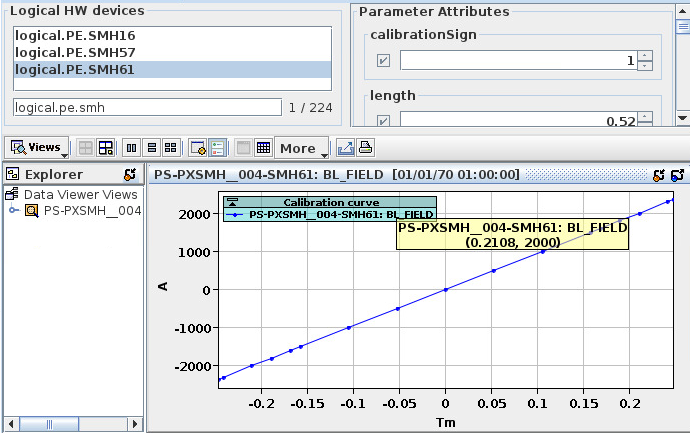 Logical HW devices
logical.PE.SMH16
logical.PE.SMH57
logical.PE.SMH61
logical.pe.smh
1 / 224
Parameter Attributes
calibrationSign
1
length
0.52
Views
More
Explorer
Data Viewer Views
PS-PXSMH__004
PS-PXSMH__004-SMH61: BL_FIELD [01/01/70 01:00:00]
Calibration curve
PS-PXSMH__004-SMH61: BL_FIELD
PS-PXSMH__004-SMH61: BL_FIELD
(0.2108, 2000)
A
2000
1000
0
-1000
-2000
-0.2
-0.15
-0.1
-0.05
0
0.05
0.1
0.15
0.2
Tm